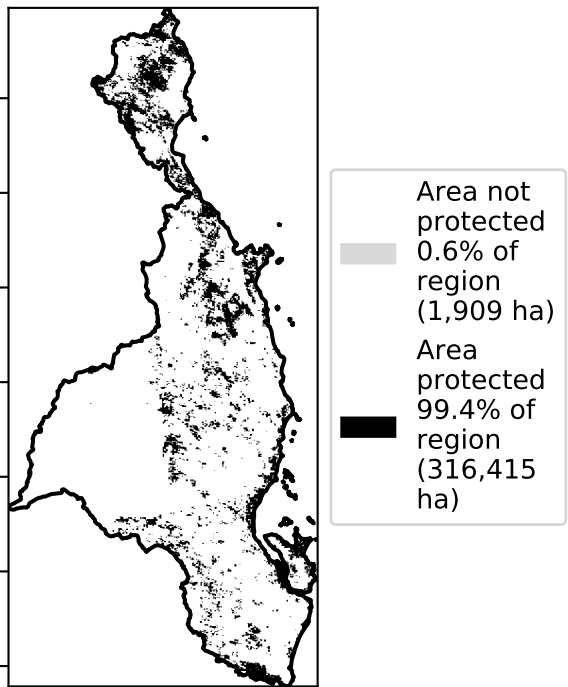 Area not
protected
0.6% of
region
(1,909 ha)
Area
protected
99.4% of
region
(316,415
ha)